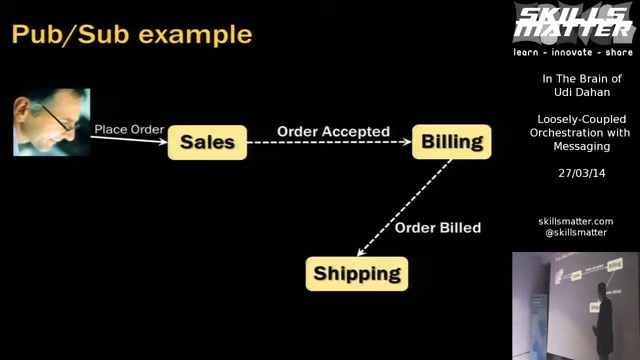 Pub/Sub example
Place Order
Sales
Order Accepted
Billing
Order Billed
Shipping
SKILLS
MATTER
learn - innovate - share
In The Brain of
Udi Dahan
Loosely-Coupled
Orchestration with
Messaging
27/03/14
skillsmatter.com
@skillsmatter